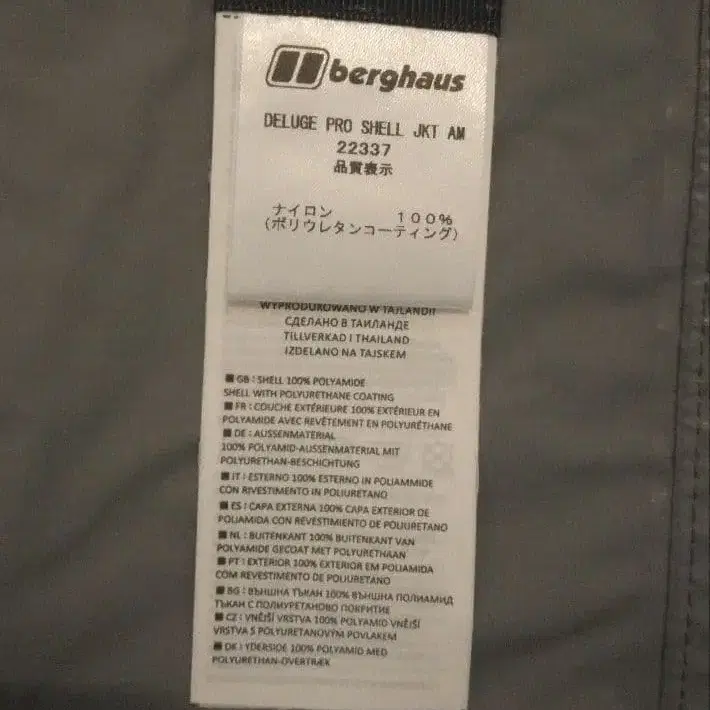 berghaus
DELUGE PRO SHELL JKT AM
22337
品質表示
ナイロン 100%
(ポリウレタンコーティング)
WYPRODUKOWANO W TAJLANDII
СДЕЛАНО В ТАИЛАНДЕ
TILLVERKAD I THAILAND
IZDELANO NA TAJSKEM
■ GB : SHELL 100% POLYAMIDE
SHELL WITH POLYURETHANE COATING
■ FR : COUCHE EXTÉRIEURE 100% EXTÉRIEUR EN
POLYAMIDE AVEC REVÊTEMENT EN POLYURÉTHANE
■ DE : AUSSENMATERIAL
100% POLYAMID-AUSSENMATERIAL MIT
POLYURETHAN-BESCHICHTUNG
■ IT : ESTERNO 100% ESTERNO IN POLIAMMIDE
CON RIVESTIMENTO IN POLIURETANO
■ ES : CAPA EXTERNA 100% CAPA EXTERIOR DE
POLIAMIDA CON REVESTIMIENTO DE POLIURETANO
■ NL : BUITENKANT 100% BUITENKANT VAN
POLYAMIDE GECOAT MET POLYURETHAAN
■ PT : EXTERIOR 100% EXTERIOR EM POLIAMIDA
COM REVESTIMENTO DE POLIURETANO
■ BG : ВЪНШНА ТЪКАН 100% ВЪНШНА ПОЛИАМИД
ТЪКАН С ПОЛИУРЕТАНОВО ПОКРИТИЕ
■ CZ : VNĚJŠÍ VRSTVA 100% POLYAMID VNĚJŠÍ
VRSTVA S POLYURETANOVÝM POVLAKEM
■ DK : YDERSIDE 100% POLYAMID MED
POLYURETHAN-OVERTRÆK